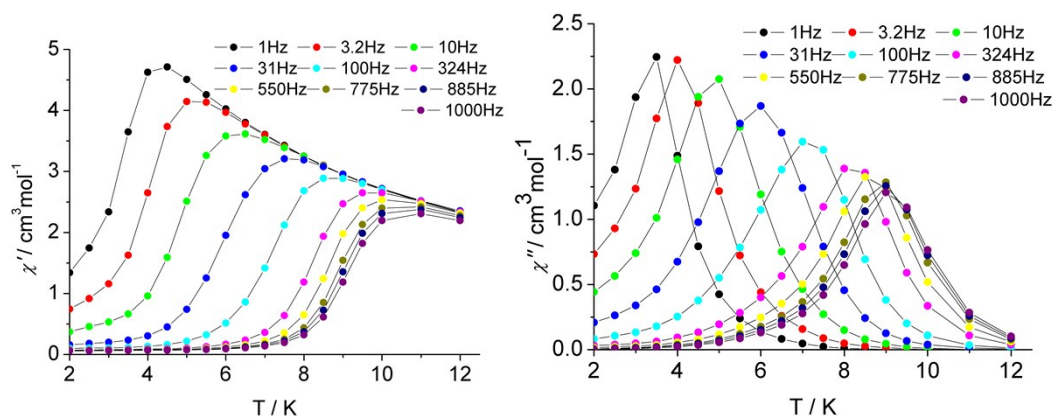 5
4
3
2
1
0
χ′/ cm³mol⁻¹
1Hz 3.2Hz 10Hz
31Hz 100Hz 324Hz
550Hz 775Hz 885Hz
1000Hz
2 4 6 8 10 12
T / K
2.5
2.0
1.5
1.0
0.5
0.0
χ″/ cm³mol⁻¹
1Hz 3.2Hz 10Hz
31Hz 100Hz 324Hz
550Hz 775Hz 885Hz
1000Hz
2 4 6 8 10 12
T / K